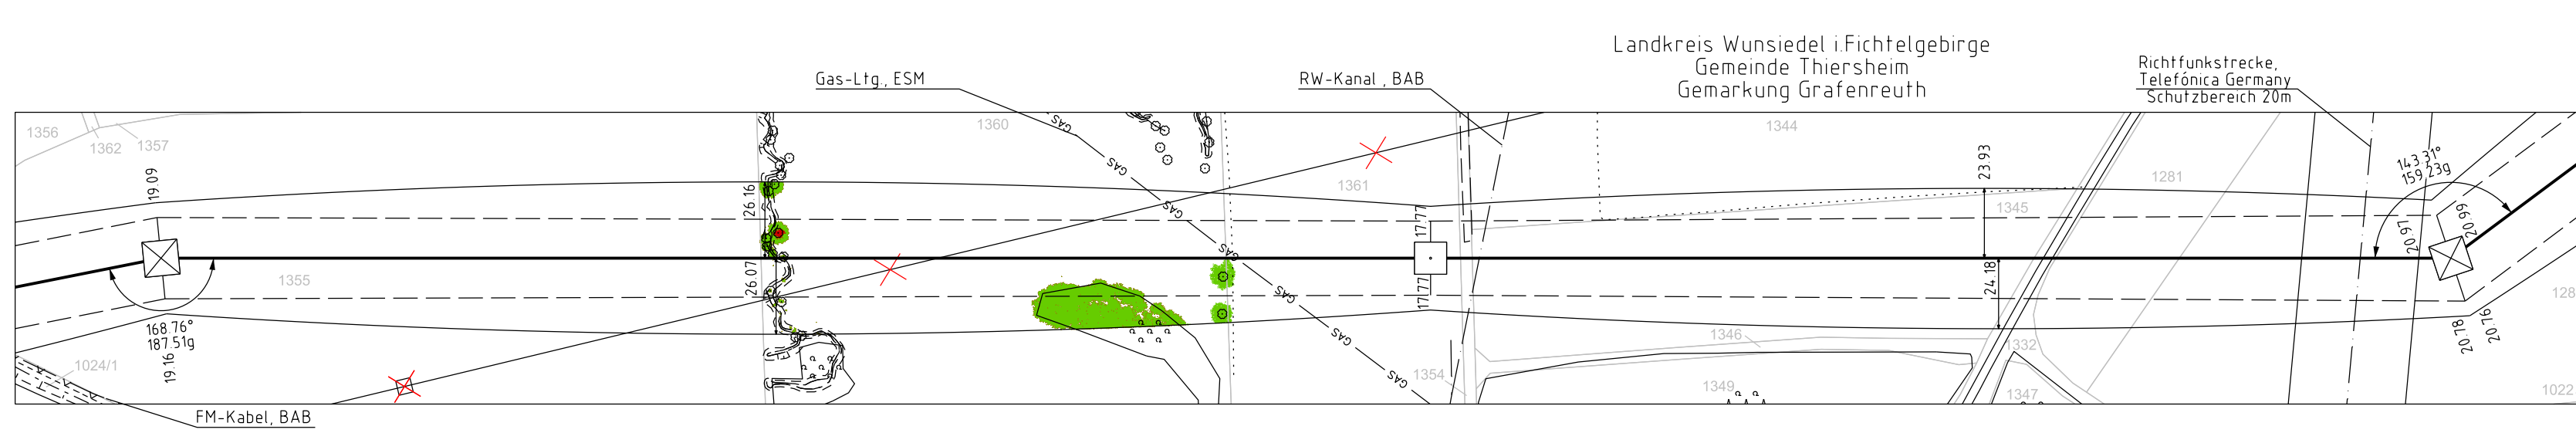 Landkreis Wunsiedel i.Fichtelgebirge
Gemeinde Thiersheim
Gemarkung Grafenreuth
Gas-Ltg., ESM
RW-Kanal , BAB
Richtfunkstrecke,
Telefónica Germany
Schutzbereich 20m
1356
1362
1357
1360
1361
1344
1345
1281
19.09
26.16
26.07
17.77
17.77
23.93
24.18
143.31°
159.23g
20.97
20.99
20.78
20.76
GAS
GAS
GAS
GAS
GAS
GAS
GAS
1355
168.76°
187.51g
19.16
1024/1
1354
1346
1349
1332
1347
128
1022
FM-Kabel, BAB